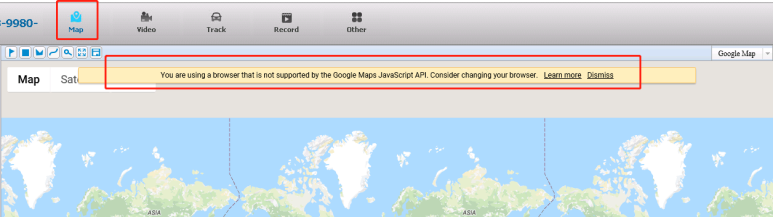 -9980-
Map
Video
Track
Record
Other
Google Map
Map
Sat
You are using a browser that is not supported by the Google Maps JavaScript API. Consider changing your browser. Learn more Dismiss
ASIA
ASIA